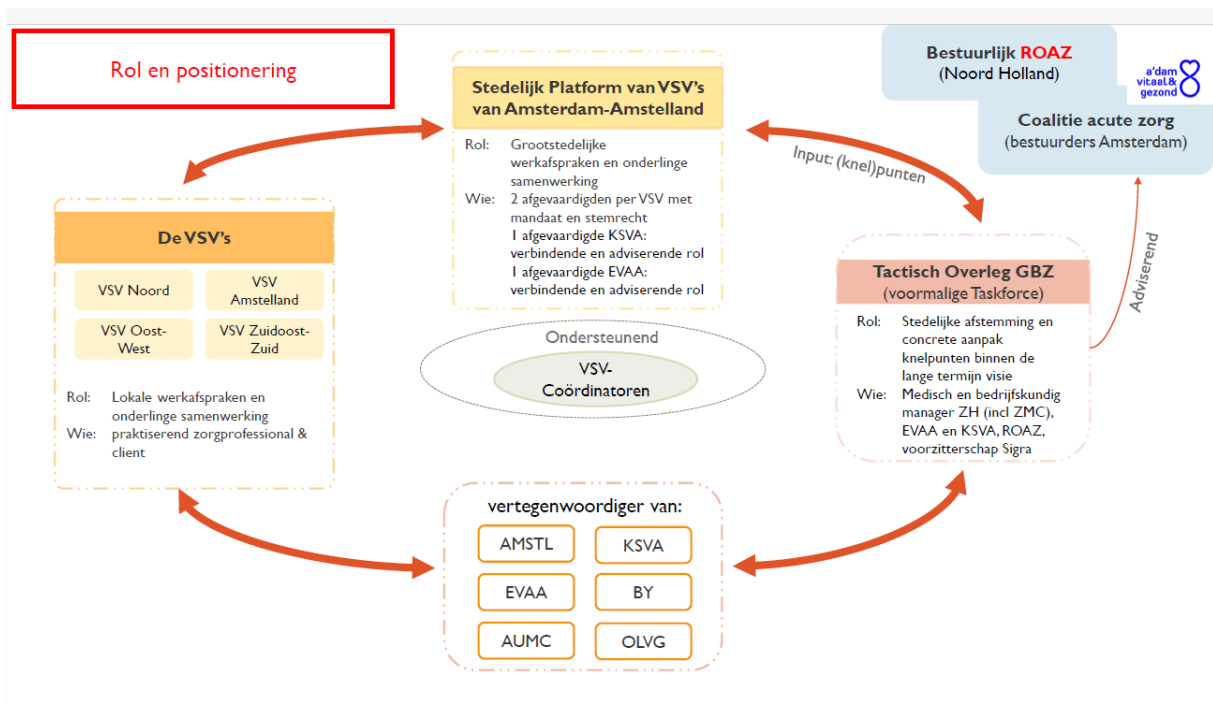 Rol en positionering
Stedelijk Platform van VSV's
van Amsterdam-Amstelland
Rol: Grootstedelijke
werkafspraken en onderlinge
samenwerking
Wie: 2 afgevaardigden per VSV met
mandaat en stemrecht
1 afgevaardigde KSVA:
verbindende en adviserende rol
1 afgevaardigde EVAA:
verbindende en adviserende rol
Bestuurlijk ROAZ
(Noord Holland)
a'dam
vitaal&
gezond
Coalitie acute zorg
(bestuurders Amsterdam)
Input: (knel)punten
Adviserend
De VSV's
VSV Noord
VSV
Amstelland
VSV Oost-
West
VSV Zuidoost-
Zuid
Rol: Lokale werkafspraken en
onderlinge samenwerking
Wie: praktiserend zorgprofessional &
client
Ondersteunend
VSV-
Coördinatoren
Tactisch Overleg GBZ
(voormalige Taskforce)
Rol: Stedelijke afstemming en
concrete aanpak
knelpunten binnen de
lange termijn visie
Wie: Medisch en bedrijfskundig
manager ZH (incl ZMC),
EVAA en KSVA, ROAZ,
voorzitterschap Sigra
vertegenwoordiger van:
AMSTL
KSVA
EVAA
BY
AUMC
OLVG